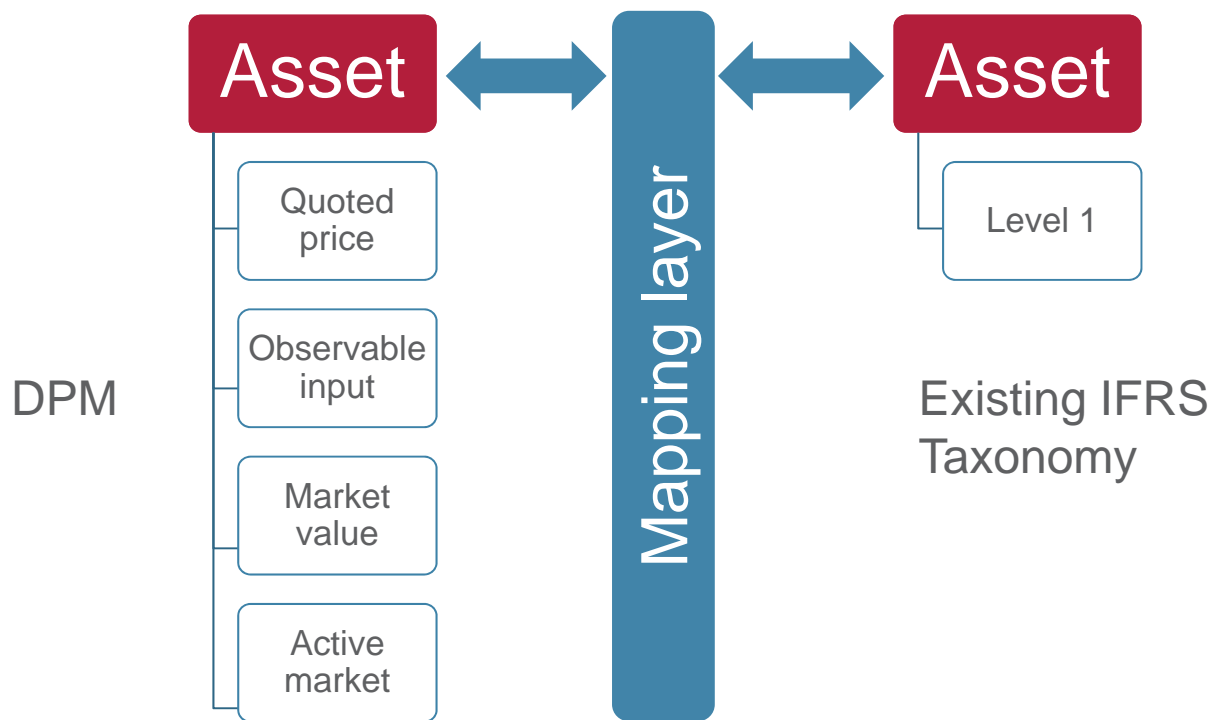 Asset
Quoted
price
Observable
input
Market
value
Active
market
DPM
Mapping layer
Asset
Level 1
Existing IFRS
Taxonomy